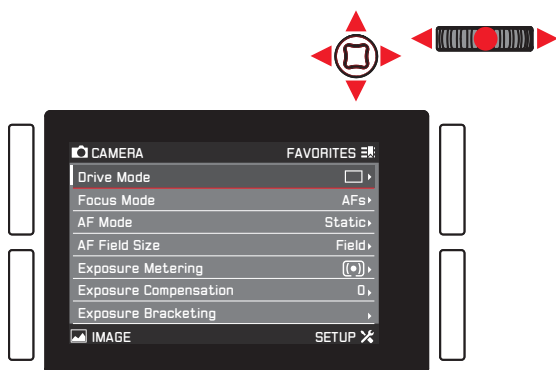 CAMERA FAVORITES
Drive Mode
Focus Mode AFs
AF Mode Static
AF Field Size Field
Exposure Metering
Exposure Compensation 0
Exposure Bracketing
IMAGE SETUP